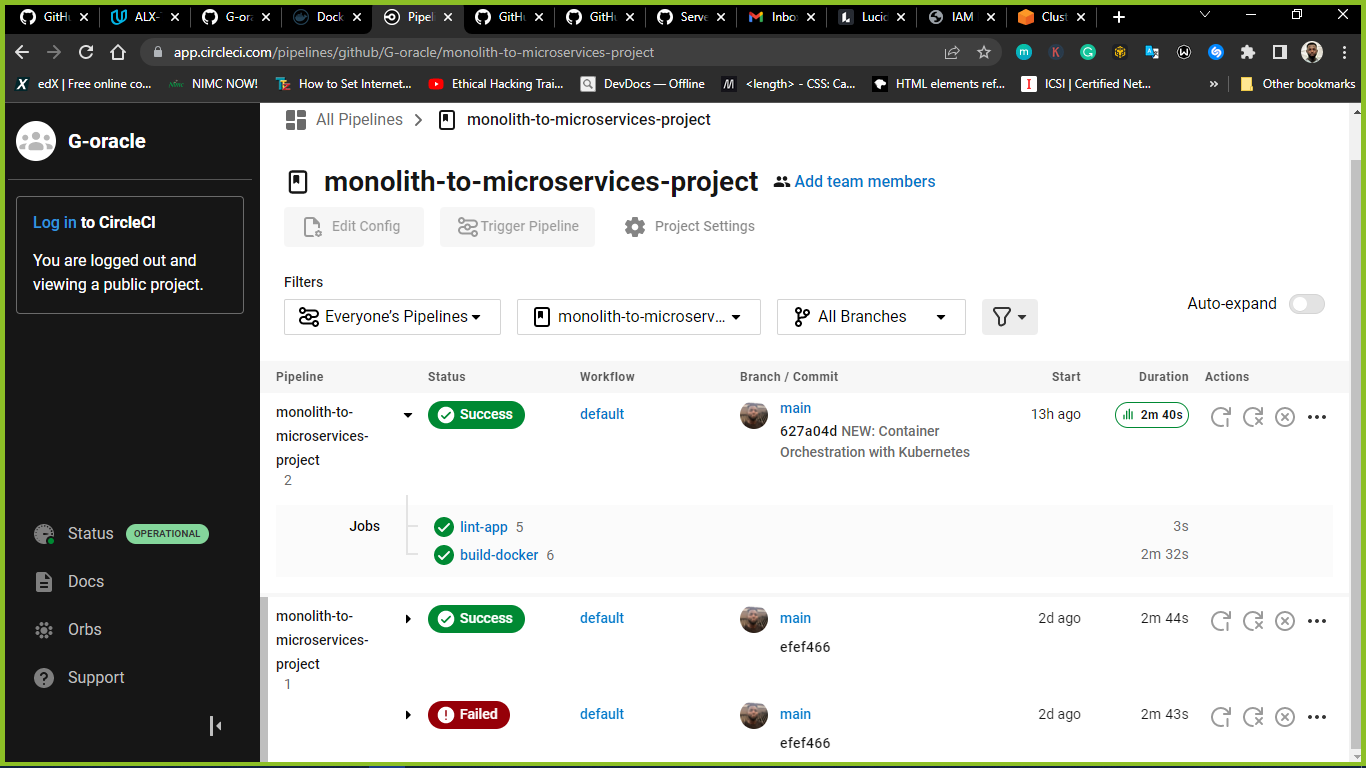 GitHu
ALX-T
G-ora
Dock
Pipel
GitHu
GitHu
Serve
Inbo
Lucid
IAM
Clust
app.circleci.com/pipelines/github/G-oracle/monolith-to-microservices-project
edX | Free online co...
NIMC NOW!
How to Set Internet...
Ethical Hacking Trai...
DevDocs — Offline
<length> - CSS: Ca...
HTML elements ref...
ICSI | Certified Net...
»
Other bookmarks
G-oracle
Log in to CircleCI
You are logged out and
viewing a public project.
Status OPERATIONAL
Docs
Orbs
Support
All Pipelines
monolith-to-microservices-project
monolith-to-microservices-project
Add team members
Edit Config
Trigger Pipeline
Project Settings
Filters
Everyone's Pipelines
monolith-to-microserv...
All Branches
Auto-expand
Pipeline Status Workflow Branch / Commit Start Duration Actions
monolith-to-
microservices-
project
2
Success
default
main
627a04d NEW: Container
Orchestration with Kubernetes
13h ago
2m 40s
Jobs
lint-app 5
3s
build-docker 6
2m 32s
monolith-to-
microservices-
project
1
Success
default
main
efef466
2d ago
2m 44s
Failed
default
main
efef466
2d ago
2m 43s